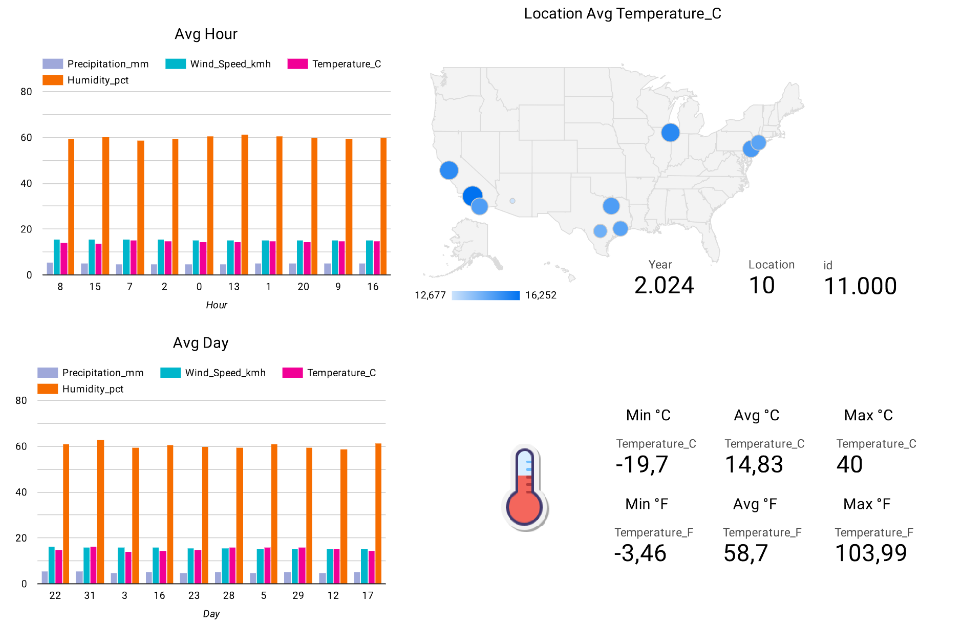 Avg Hour
Precipitation_mm Wind_Speed_kmh Temperature_C
Humidity_pct
80
60
40
20
0
8 15 7 2 0 13 1 20 9 16
Hour
Location Avg Temperature_C
12,677 16,252
Year Location id
2.024 10 11.000
Avg Day
Precipitation_mm Wind_Speed_kmh Temperature_C
Humidity_pct
80
60
40
20
0
22 31 3 16 23 28 5 29 12 17
Day
Min °C Avg °C Max °C
Temperature_C Temperature_C Temperature_C
-19,7 14,83 40
Min °F Avg °F Max °F
Temperature_F Temperature_F Temperature_F
-3,46 58,7 103,99